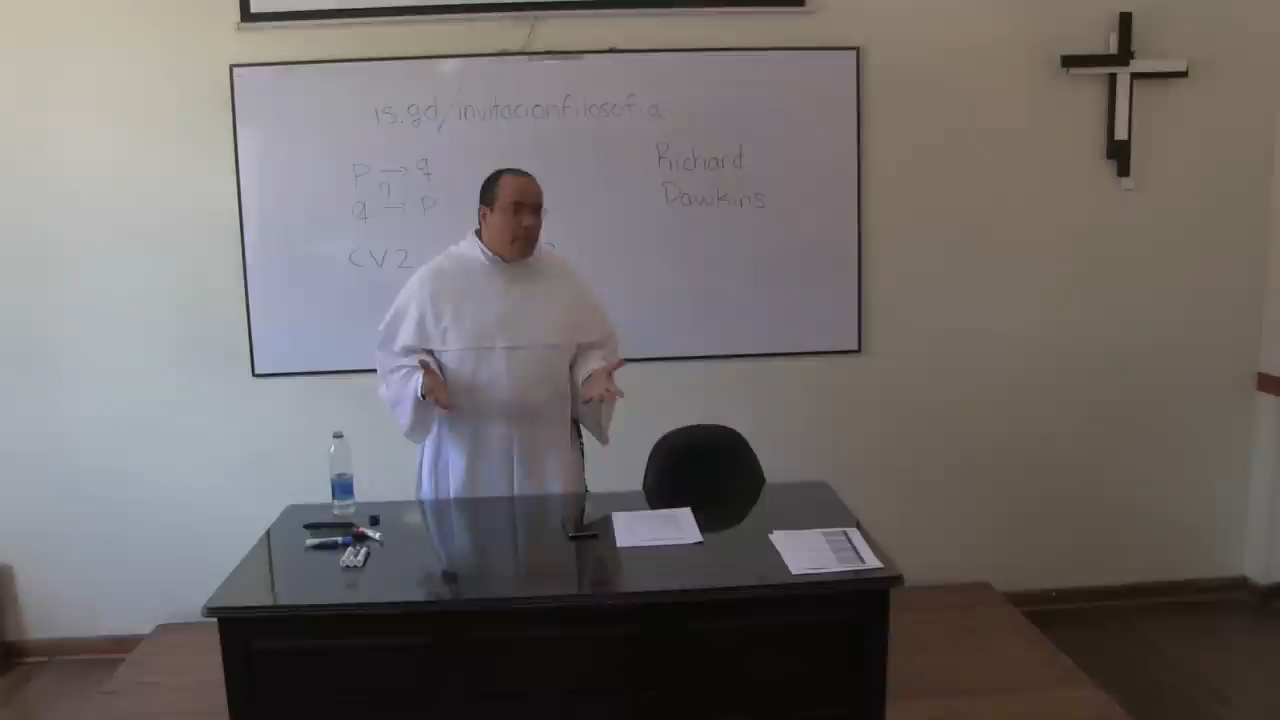 is.gd/invitacionfilosofia
p → q
?
q → p
CV2
Richard
Dawkins